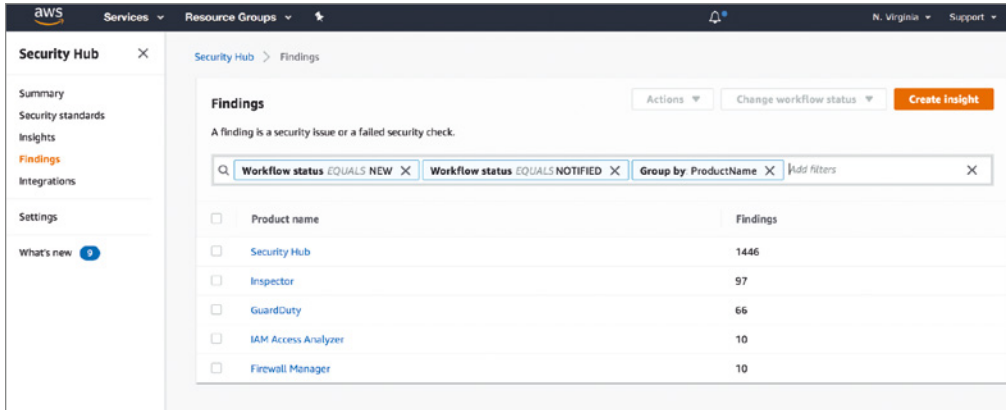 aws
Services
Resource Groups
N. Virginia
Support
Security Hub
Summary
Security standards
Insights
Findings
Integrations
Settings
What's new 9
Security Hub > Findings
Findings
Actions
Change workflow status
Create insight
A finding is a security issue or a failed security check.
Workflow status EQUALS NEW
Workflow status EQUALS NOTIFIED
Group by: ProductName
Add filters
Product name Findings
Security Hub 1446
Inspector 97
GuardDuty 66
IAM Access Analyzer 10
Firewall Manager 10